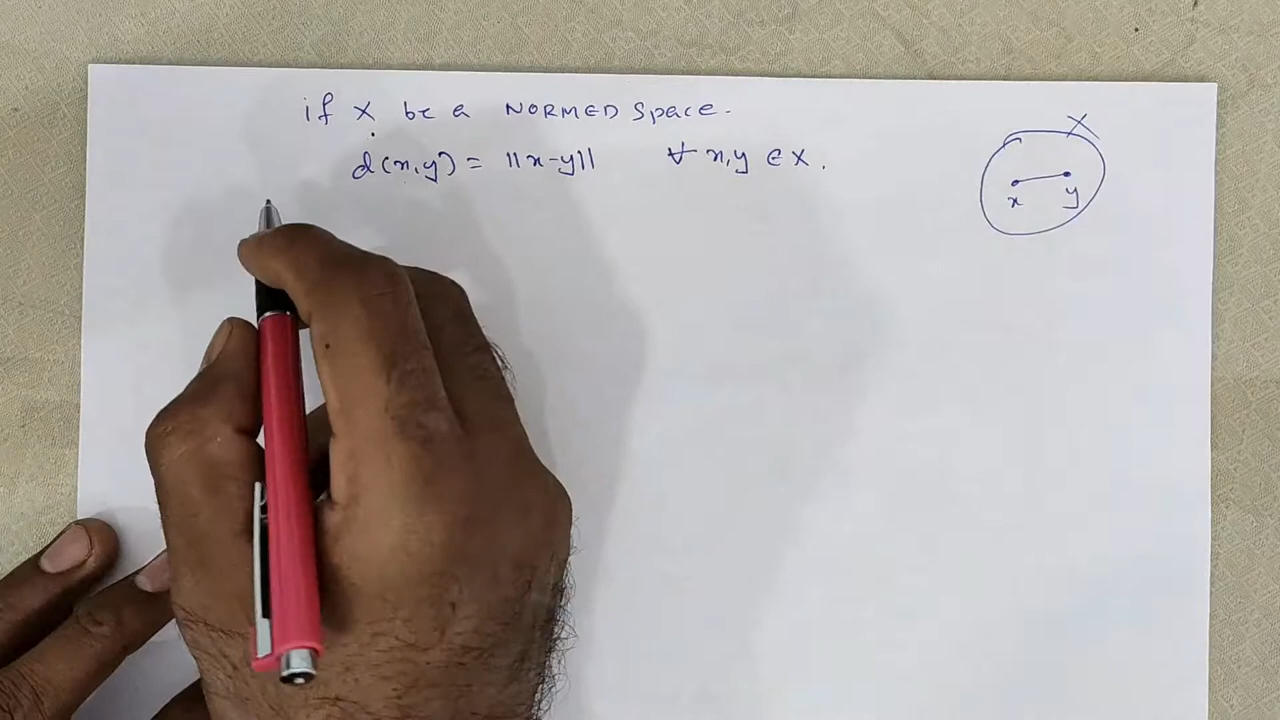 if X be a NORMED space.
d(x,y) = ||x-y|| ∀ x,y ∈ X.
X
x y